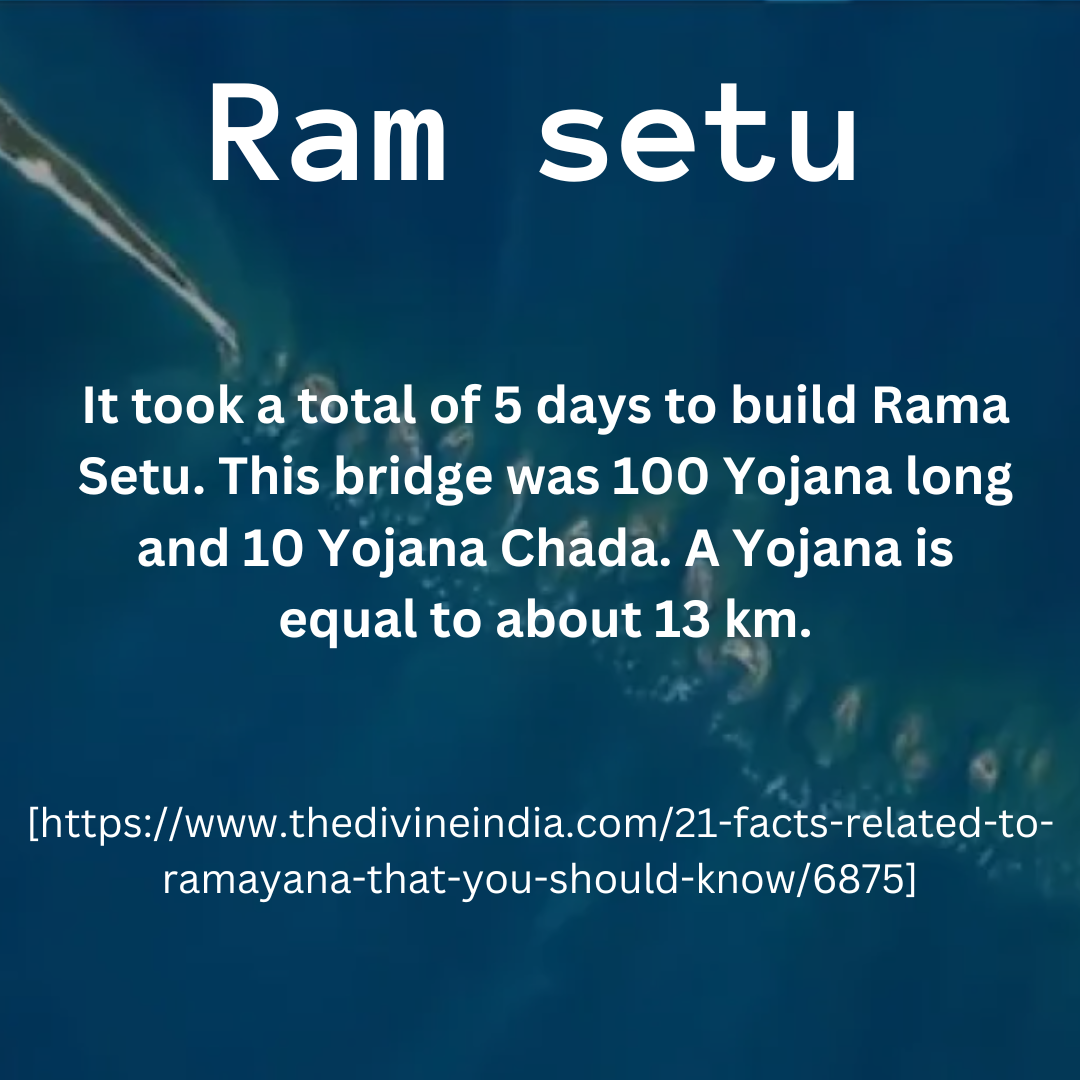 Ram setu
It took a total of 5 days to build Rama
Setu. This bridge was 100 Yojana long
and 10 Yojana Chada. A Yojana is
equal to about 13 km.
[https://www.thedivineindia.com/21-facts-related-to-
ramayana-that-you-should-know/6875]